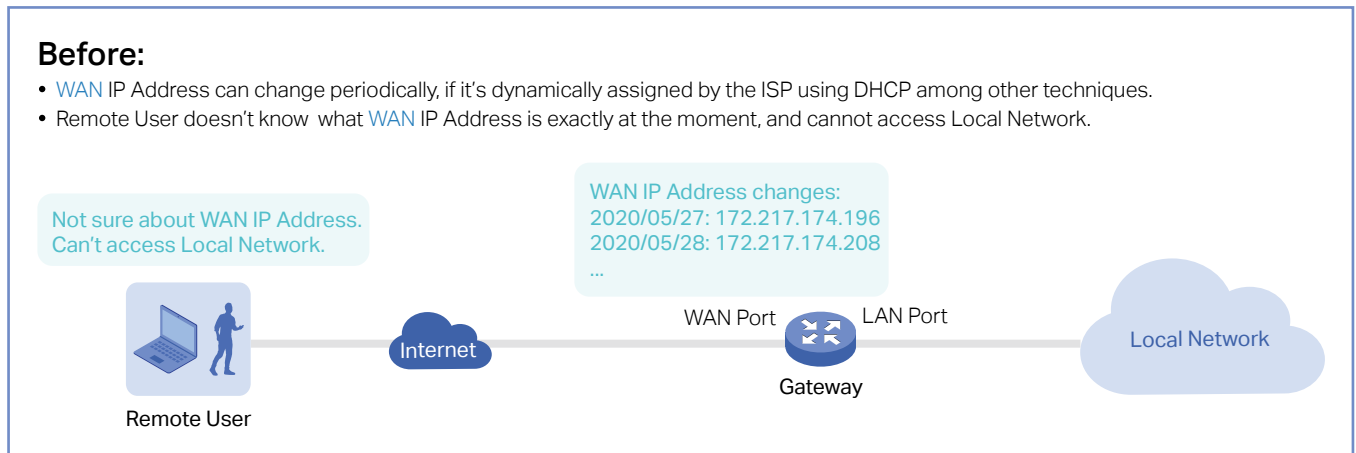 Before:
• WAN IP Address can change periodically, if it's dynamically assigned by the ISP using DHCP among other techniques.
• Remote User doesn't know what WAN IP Address is exactly at the moment, and cannot access Local Network.
Not sure about WAN IP Address.
Can't access Local Network.
WAN IP Address changes:
2020/05/27: 172.217.174.196
2020/05/28: 172.217.174.208
...
WAN Port
LAN Port
Internet
Local Network
Gateway
Remote User